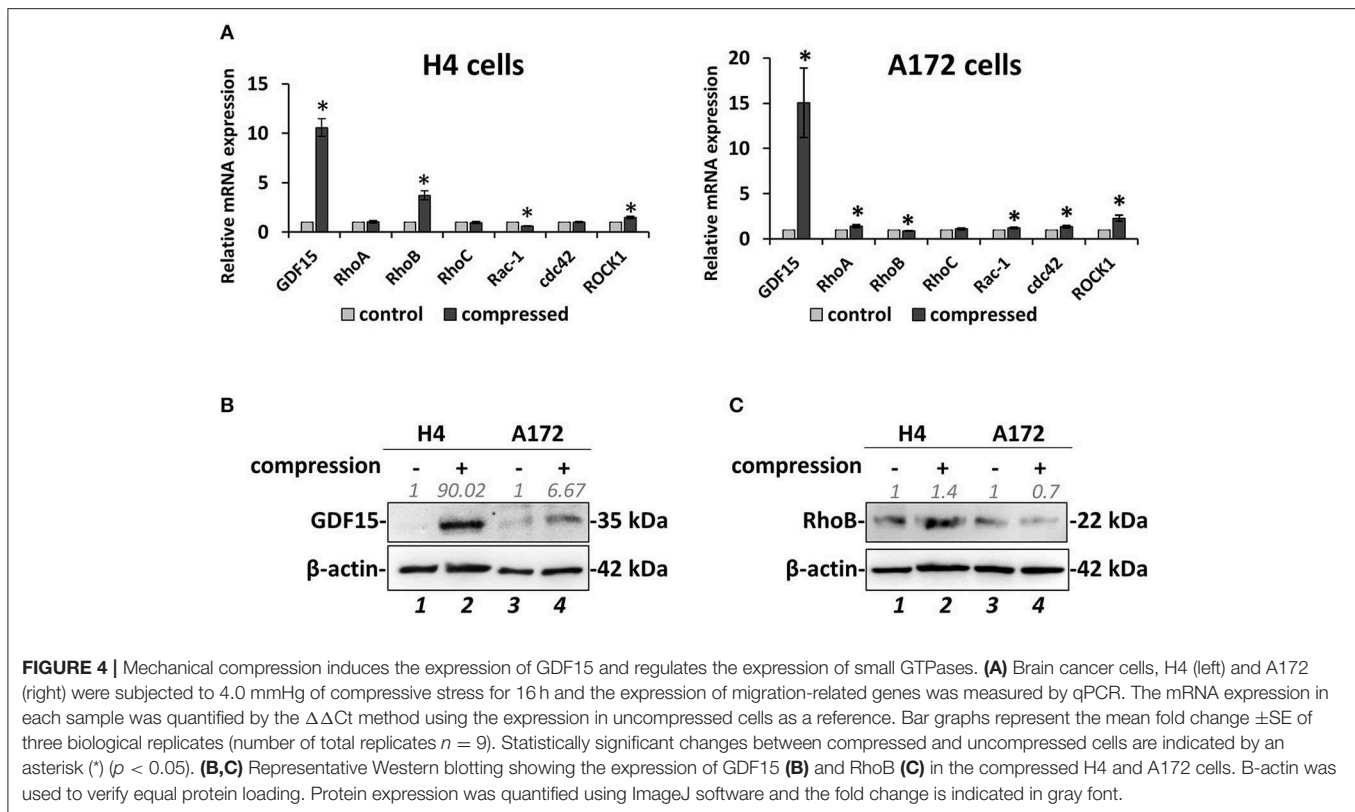 A
H4 cells
Relative mRNA expression
15
10
5
0
*
*
*
*
GDF15
RhoA
RhoB
RhoC
Rac-1
cdc42
ROCK1
control
compressed
A172 cells
Relative mRNA expression
20
15
10
5
0
*
*
*
*
*
*
GDF15
RhoA
RhoB
RhoC
Rac-1
cdc42
ROCK1
control
compressed
B
H4 A172
compression - + - +
1 90.02 1 6.67
GDF15- -35 kDa
β-actin- -42 kDa
1 2 3 4
C
H4 A172
compression - + - +
1 1.4 1 0.7
RhoB- -22 kDa
β-actin- -42 kDa
1 2 3 4
FIGURE 4 | Mechanical compression induces the expression of GDF15 and regulates the expression of small GTPases. (A) Brain cancer cells, H4 (left) and A172
(right) were subjected to 4.0 mmHg of compressive stress for 16 h and the expression of migration-related genes was measured by qPCR. The mRNA expression in
each sample was quantified by the ΔΔCt method using the expression in uncompressed cells as a reference. Bar graphs represent the mean fold change ±SE of
three biological replicates (number of total replicates n = 9). Statistically significant changes between compressed and uncompressed cells are indicated by an
asterisk (*) (p < 0.05). (B,C) Representative Western blotting showing the expression of GDF15 (B) and RhoB (C) in the compressed H4 and A172 cells. B-actin was
used to verify equal protein loading. Protein expression was quantified using ImageJ software and the fold change is indicated in gray font.